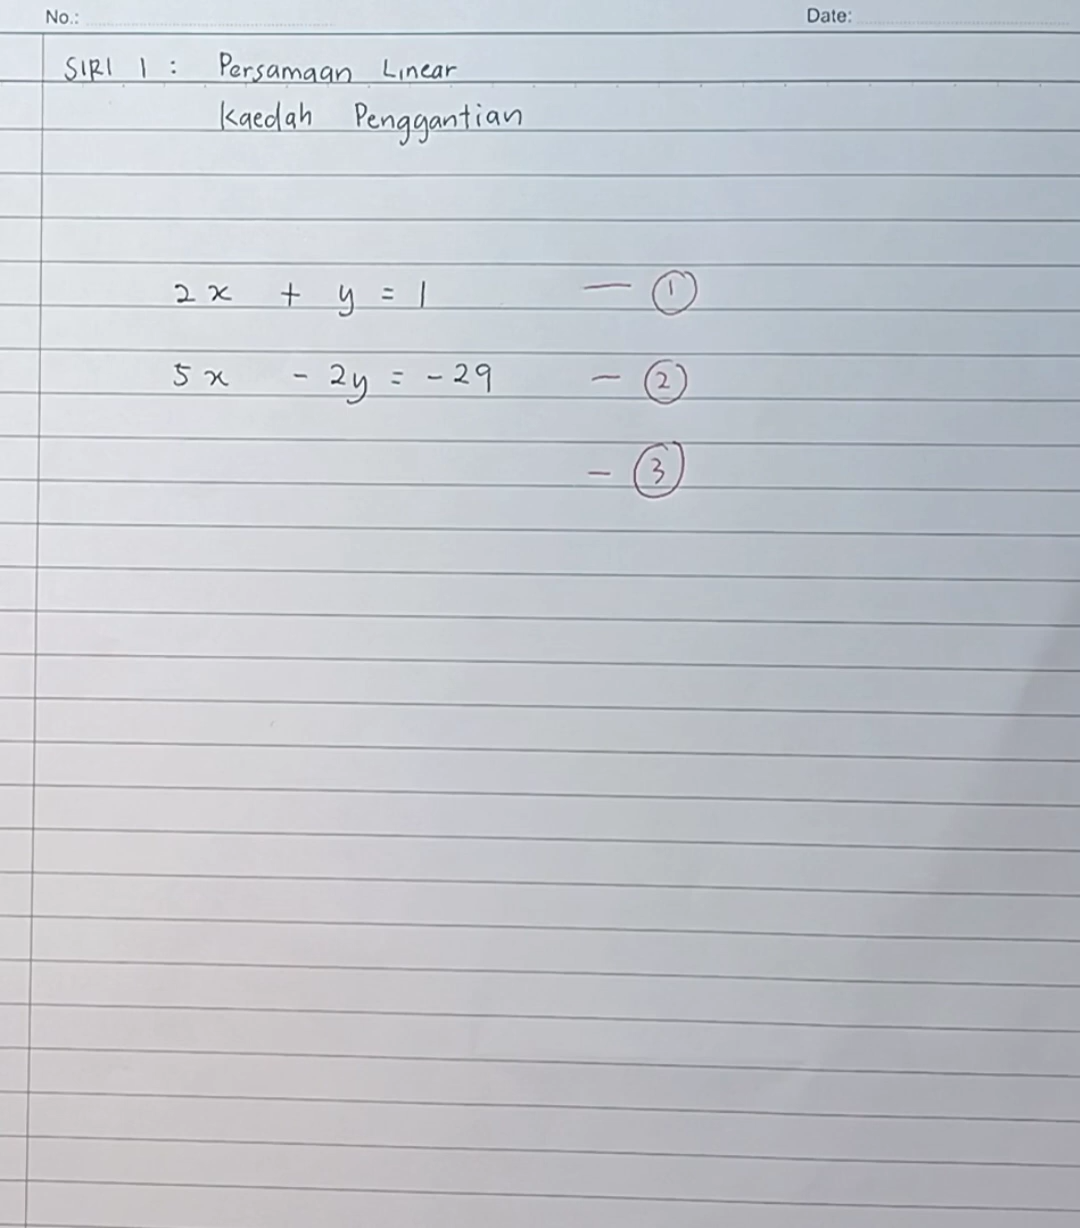 No.: Date:
SIRI 1 : Persamaan Linear
Kaedah Penggantian
2x + y = 1 — ①
5x - 2y = -29 — ②
- ③